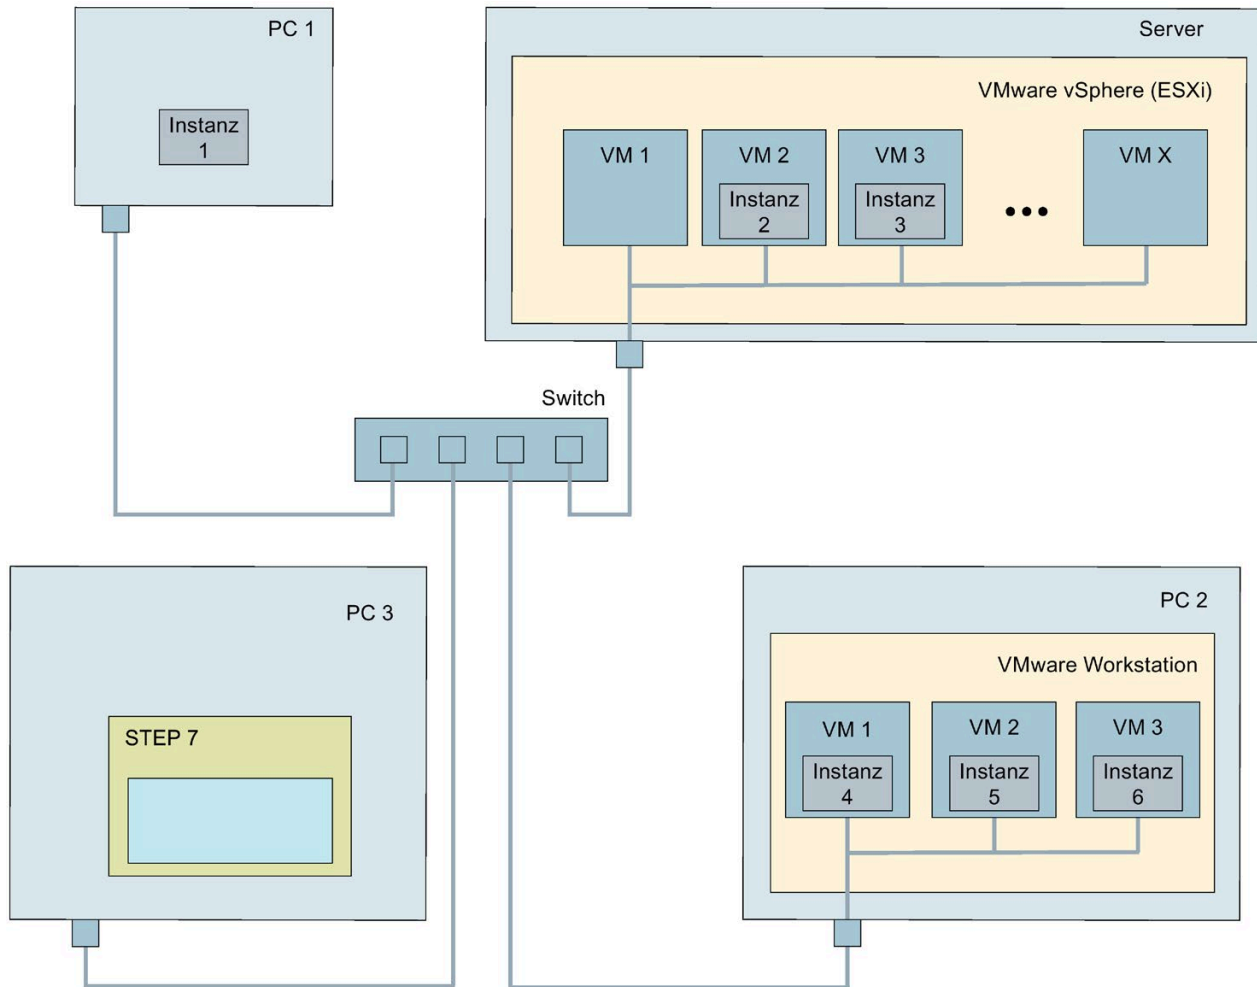 PC 1
Instanz
1
Server
VMware vSphere (ESXi)
VM 1
VM 2
Instanz
2
VM 3
Instanz
3
VM X
Switch
PC 3
STEP 7
PC 2
VMware Workstation
VM 1
Instanz
4
VM 2
Instanz
5
VM 3
Instanz
6